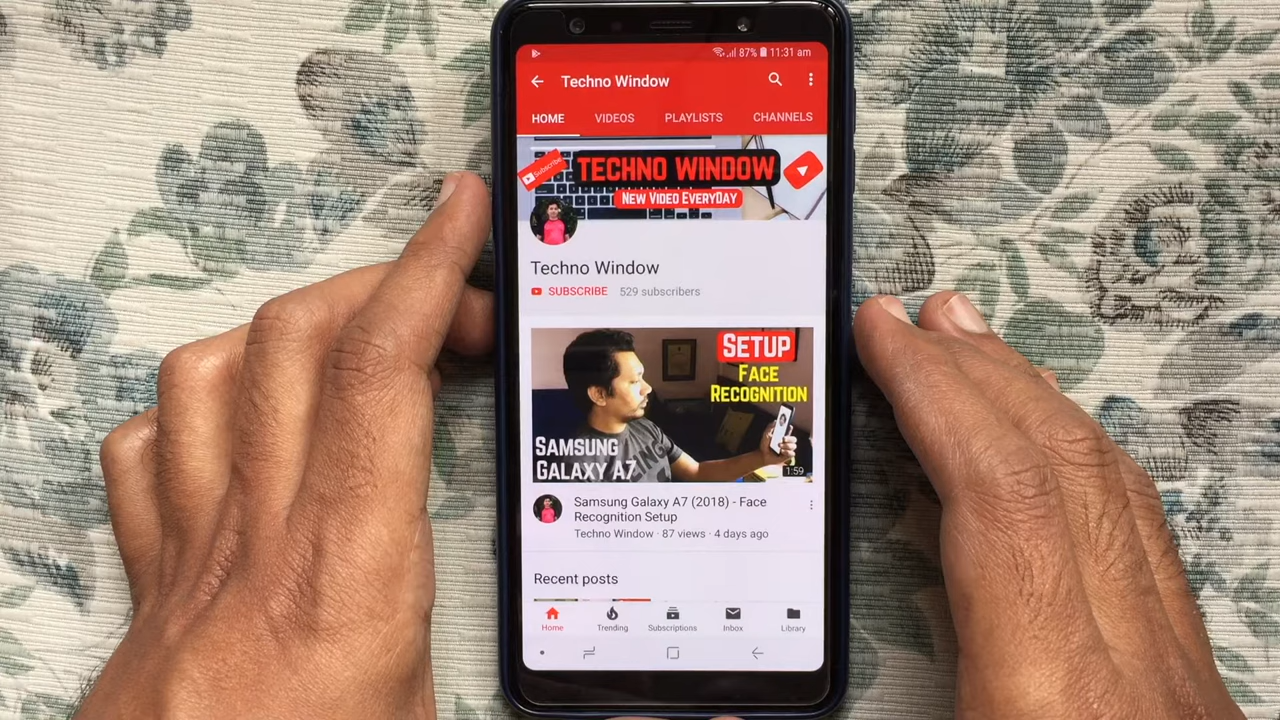 87% 11:31 am
Techno Window
HOME VIDEOS PLAYLISTS CHANNELS
Subscribe
TECHNO WINDOW
NEW VIDEO EVERYDAY
Techno Window
SUBSCRIBE 529 subscribers
SETUP
FACE
RECOGNITION
SAMSUNG
GALAXY A7
1:59
Samsung Galaxy A7 (2018) - Face
Recognition Setup
Techno Window · 87 views · 4 days ago
Recent posts
Home Trending Subscriptions Inbox Library